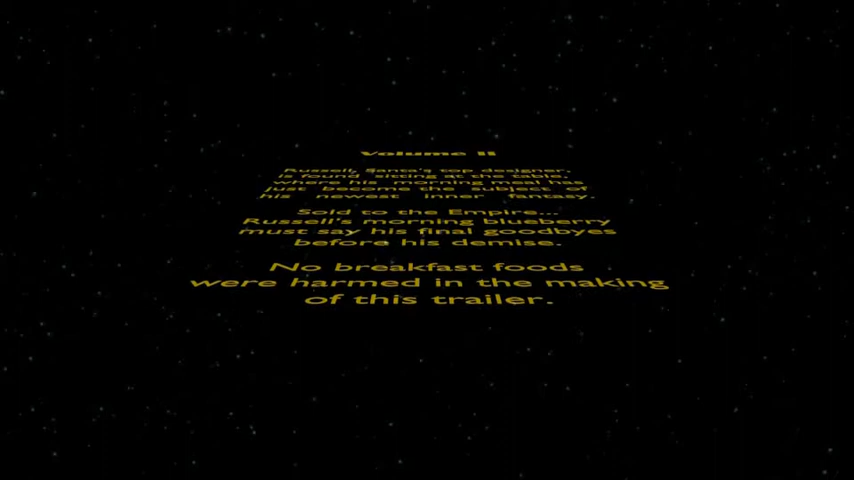 Volume II
Russell, Santa's top designer,
is found sitting at the table,
where his morning meal has
just become the subject of
his newest inner fantasy.
Sold to the Empire...
Russell's morning blueberry
must say his final goodbyes
before his demise.
No breakfast foods
were harmed in the making
of this trailer.